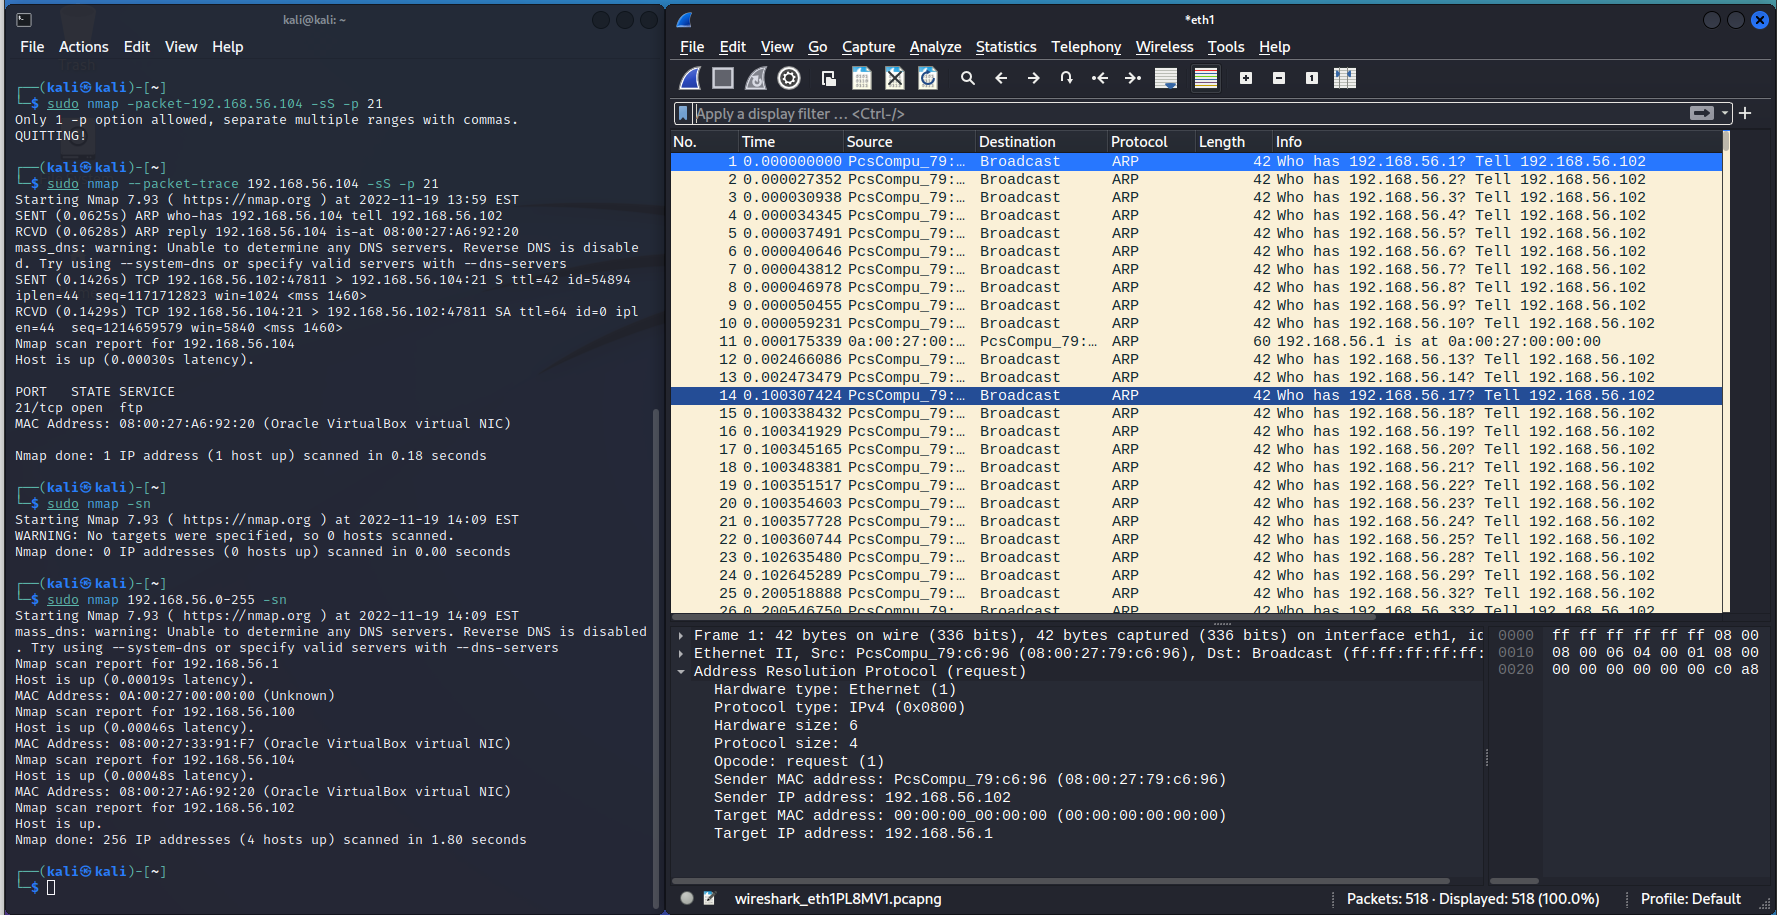 kali@kali: ~
File Actions Edit View Help
┌──(kali㉿kali)-[~]
└─$ sudo nmap -packet-192.168.56.104 -sS -p 21
Only 1 -p option allowed, separate multiple ranges with commas.
QUITTING!
┌──(kali㉿kali)-[~]
└─$ sudo nmap --packet-trace 192.168.56.104 -sS -p 21
Starting Nmap 7.93 ( https://nmap.org ) at 2022-11-19 13:59 EST
SENT (0.0625s) ARP who-has 192.168.56.104 tell 192.168.56.102
RCVD (0.0628s) ARP reply 192.168.56.104 is-at 08:00:27:A6:92:20
mass_dns: warning: Unable to determine any DNS servers. Reverse DNS is disable
d. Try using --system-dns or specify valid servers with --dns-servers
SENT (0.1426s) TCP 192.168.56.102:47811 > 192.168.56.104:21 S ttl=42 id=54894
iplen=44  seq=1171712823 win=1024 <mss 1460>
RCVD (0.1429s) TCP 192.168.56.104:21 > 192.168.56.102:47811 SA ttl=64 id=0 ipl
en=44  seq=1214659579 win=5840 <mss 1460>
Nmap scan report for 192.168.56.104
Host is up (0.00030s latency).
PORT   STATE SERVICE
21/tcp open  ftp
MAC Address: 08:00:27:A6:92:20 (Oracle VirtualBox virtual NIC)
Nmap done: 1 IP address (1 host up) scanned in 0.18 seconds
┌──(kali㉿kali)-[~]
└─$ sudo nmap -sn
Starting Nmap 7.93 ( https://nmap.org ) at 2022-11-19 14:09 EST
WARNING: No targets were specified, so 0 hosts scanned.
Nmap done: 0 IP addresses (0 hosts up) scanned in 0.00 seconds
┌──(kali㉿kali)-[~]
└─$ sudo nmap 192.168.56.0-255 -sn
Starting Nmap 7.93 ( https://nmap.org ) at 2022-11-19 14:09 EST
mass_dns: warning: Unable to determine any DNS servers. Reverse DNS is disabled
. Try using --system-dns or specify valid servers with --dns-servers
Nmap scan report for 192.168.56.1
Host is up (0.00019s latency).
MAC Address: 0A:00:27:00:00:00 (Unknown)
Nmap scan report for 192.168.56.100
Host is up (0.00046s latency).
MAC Address: 08:00:27:33:91:F7 (Oracle VirtualBox virtual NIC)
Nmap scan report for 192.168.56.104
Host is up (0.00048s latency).
MAC Address: 08:00:27:A6:92:20 (Oracle VirtualBox virtual NIC)
Nmap scan report for 192.168.56.102
Host is up.
Nmap done: 256 IP addresses (4 hosts up) scanned in 1.80 seconds
┌──(kali㉿kali)-[~]
└─$
*eth1
File Edit View Go Capture Analyze Statistics Telephony Wireless Tools Help
Apply a display filter … <Ctrl-/>
No. Time Source Destination Protocol Length Info
1 0.000000000 PcsCompu_79:… Broadcast ARP 42 Who has 192.168.56.1? Tell 192.168.56.102
2 0.000027352 PcsCompu_79:… Broadcast ARP 42 Who has 192.168.56.2? Tell 192.168.56.102
3 0.000030938 PcsCompu_79:… Broadcast ARP 42 Who has 192.168.56.3? Tell 192.168.56.102
4 0.000034345 PcsCompu_79:… Broadcast ARP 42 Who has 192.168.56.4? Tell 192.168.56.102
5 0.000037491 PcsCompu_79:… Broadcast ARP 42 Who has 192.168.56.5? Tell 192.168.56.102
6 0.000040646 PcsCompu_79:… Broadcast ARP 42 Who has 192.168.56.6? Tell 192.168.56.102
7 0.000043812 PcsCompu_79:… Broadcast ARP 42 Who has 192.168.56.7? Tell 192.168.56.102
8 0.000046978 PcsCompu_79:… Broadcast ARP 42 Who has 192.168.56.8? Tell 192.168.56.102
9 0.000050455 PcsCompu_79:… Broadcast ARP 42 Who has 192.168.56.9? Tell 192.168.56.102
10 0.000059231 PcsCompu_79:… Broadcast ARP 42 Who has 192.168.56.10? Tell 192.168.56.102
11 0.000175339 0a:00:27:00:… PcsCompu_79:… ARP 60 192.168.56.1 is at 0a:00:27:00:00:00
12 0.002466086 PcsCompu_79:… Broadcast ARP 42 Who has 192.168.56.13? Tell 192.168.56.102
13 0.002473479 PcsCompu_79:… Broadcast ARP 42 Who has 192.168.56.14? Tell 192.168.56.102
14 0.100307424 PcsCompu_79:… Broadcast ARP 42 Who has 192.168.56.17? Tell 192.168.56.102
15 0.100338432 PcsCompu_79:… Broadcast ARP 42 Who has 192.168.56.18? Tell 192.168.56.102
16 0.100341929 PcsCompu_79:… Broadcast ARP 42 Who has 192.168.56.19? Tell 192.168.56.102
17 0.100345165 PcsCompu_79:… Broadcast ARP 42 Who has 192.168.56.20? Tell 192.168.56.102
18 0.100348381 PcsCompu_79:… Broadcast ARP 42 Who has 192.168.56.21? Tell 192.168.56.102
19 0.100351517 PcsCompu_79:… Broadcast ARP 42 Who has 192.168.56.22? Tell 192.168.56.102
20 0.100354603 PcsCompu_79:… Broadcast ARP 42 Who has 192.168.56.23? Tell 192.168.56.102
21 0.100357728 PcsCompu_79:… Broadcast ARP 42 Who has 192.168.56.24? Tell 192.168.56.102
22 0.100360744 PcsCompu_79:… Broadcast ARP 42 Who has 192.168.56.25? Tell 192.168.56.102
23 0.102635480 PcsCompu_79:… Broadcast ARP 42 Who has 192.168.56.28? Tell 192.168.56.102
24 0.102645289 PcsCompu_79:… Broadcast ARP 42 Who has 192.168.56.29? Tell 192.168.56.102
25 0.200518888 PcsCompu_79:… Broadcast ARP 42 Who has 192.168.56.32? Tell 192.168.56.102
26 0.200546750 PcsCompu_79:… Broadcast ARP 42 Who has 192.168.56.33? Tell 192.168.56.102
Frame 1: 42 bytes on wire (336 bits), 42 bytes captured (336 bits) on interface eth1, id
Ethernet II, Src: PcsCompu_79:c6:96 (08:00:27:79:c6:96), Dst: Broadcast (ff:ff:ff:ff:ff:
Address Resolution Protocol (request)
Hardware type: Ethernet (1)
Protocol type: IPv4 (0x0800)
Hardware size: 6
Protocol size: 4
Opcode: request (1)
Sender MAC address: PcsCompu_79:c6:96 (08:00:27:79:c6:96)
Sender IP address: 192.168.56.102
Target MAC address: 00:00:00_00:00:00 (00:00:00:00:00:00)
Target IP address: 192.168.56.1
0000 ff ff ff ff ff ff 08 00
0010 08 00 06 04 00 01 08 00
0020 00 00 00 00 00 00 c0 a8
wireshark_eth1PL8MV1.pcapng
Packets: 518 · Displayed: 518 (100.0%)
Profile: Default